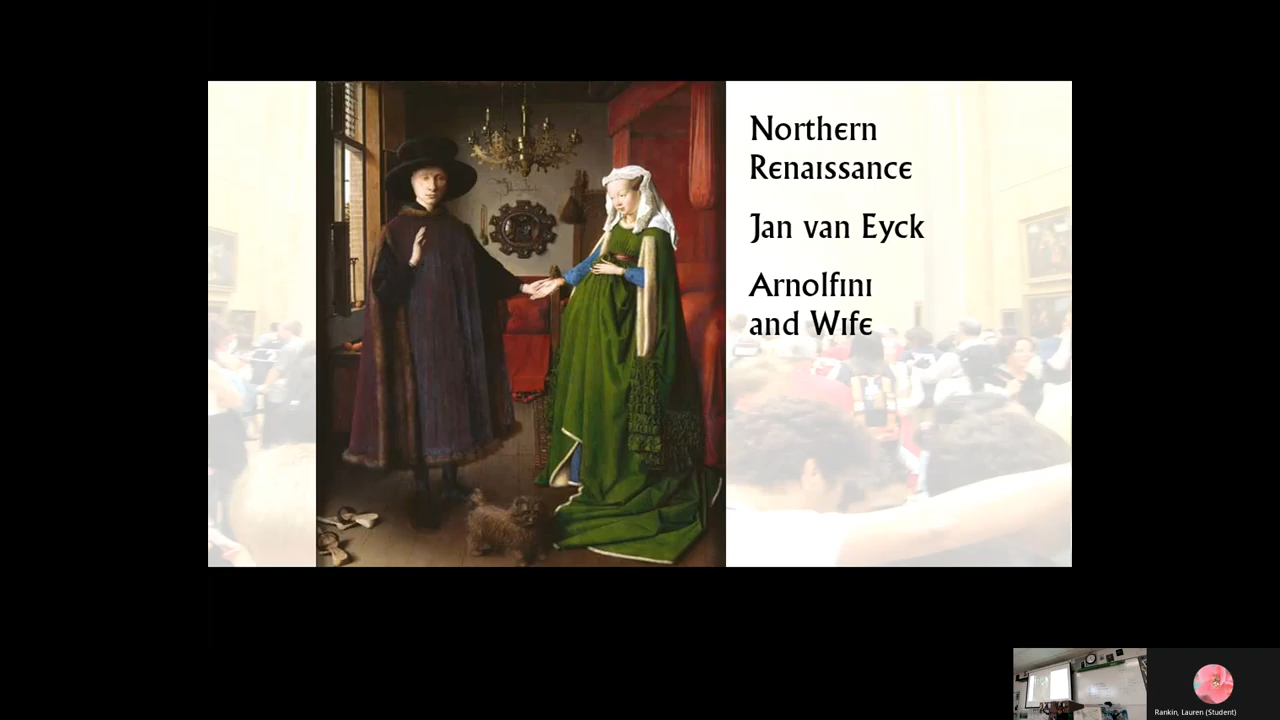 Northern
Renaissance
Jan van Eyck
Arnolfini
and Wife
Rankin, Lauren (Student)